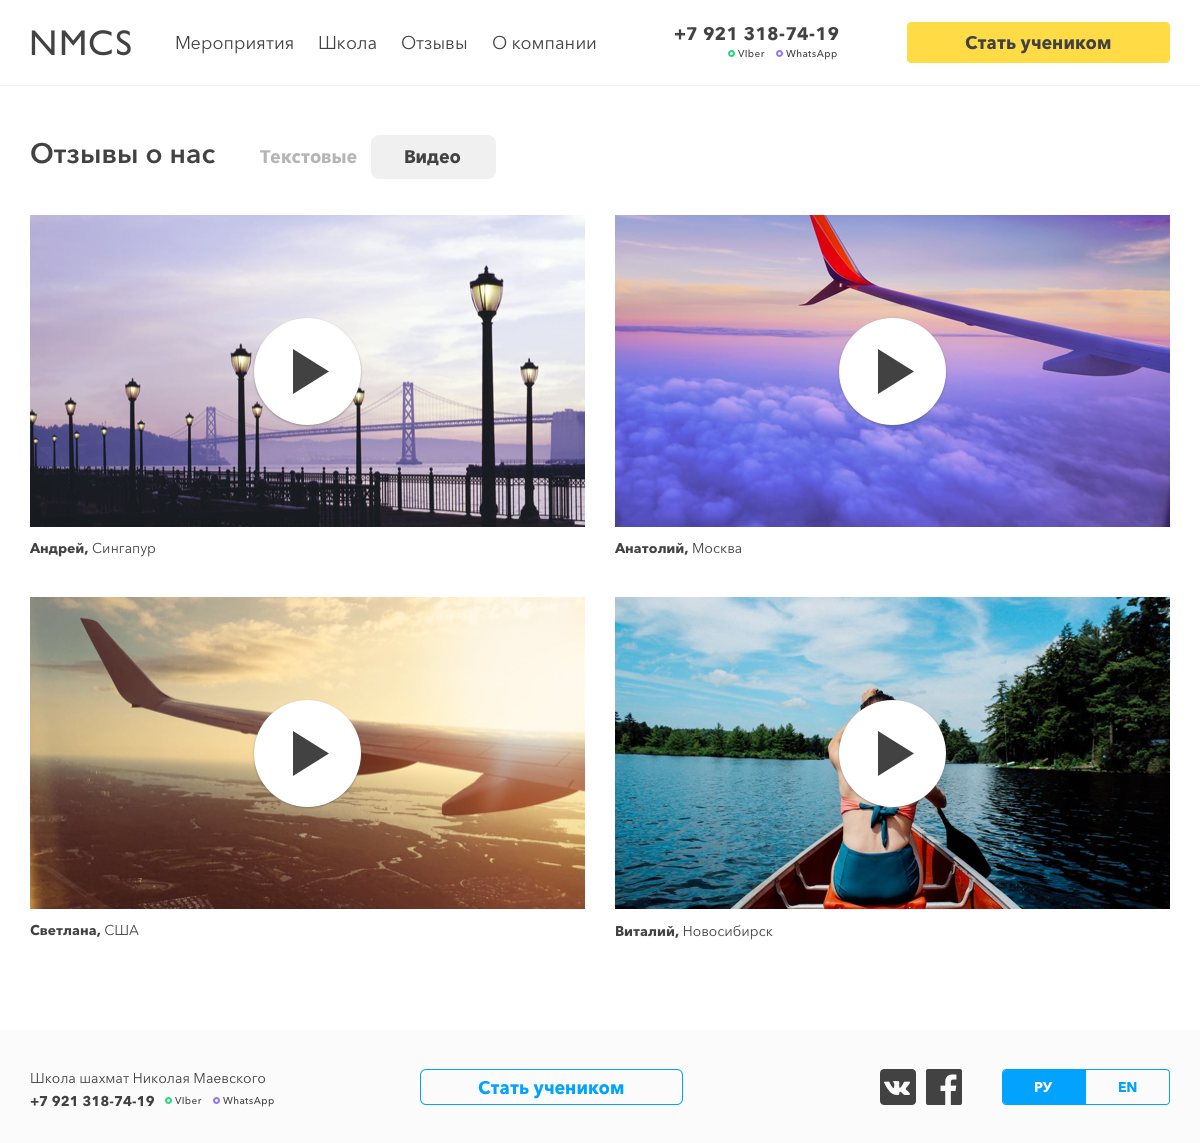 NMCS
Мероприятия Школа Отзывы О компании
+7 921 318-74-19
VIber WhatsApp
Стать учеником
Отзывы о нас
Текстовые Видео
Андрей, Сингапур
Анатолий, Москва
Светлана, США
Виталий, Новосибирск
Школа шахмат Николая Маевского
+7 921 318-74-19 VIber WhatsApp
Стать учеником
РУ EN